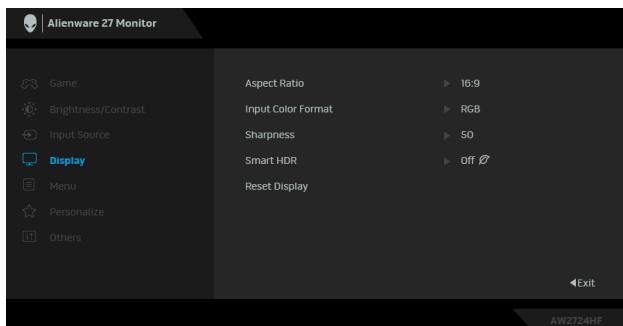 Alienware 27 Monitor
Game
Brightness/Contrast
Input Source
Display
Menu
Personalize
Others
Aspect Ratio 16:9
Input Color Format RGB
Sharpness 50
Smart HDR Off
Reset Display
Exit
AW2724HF